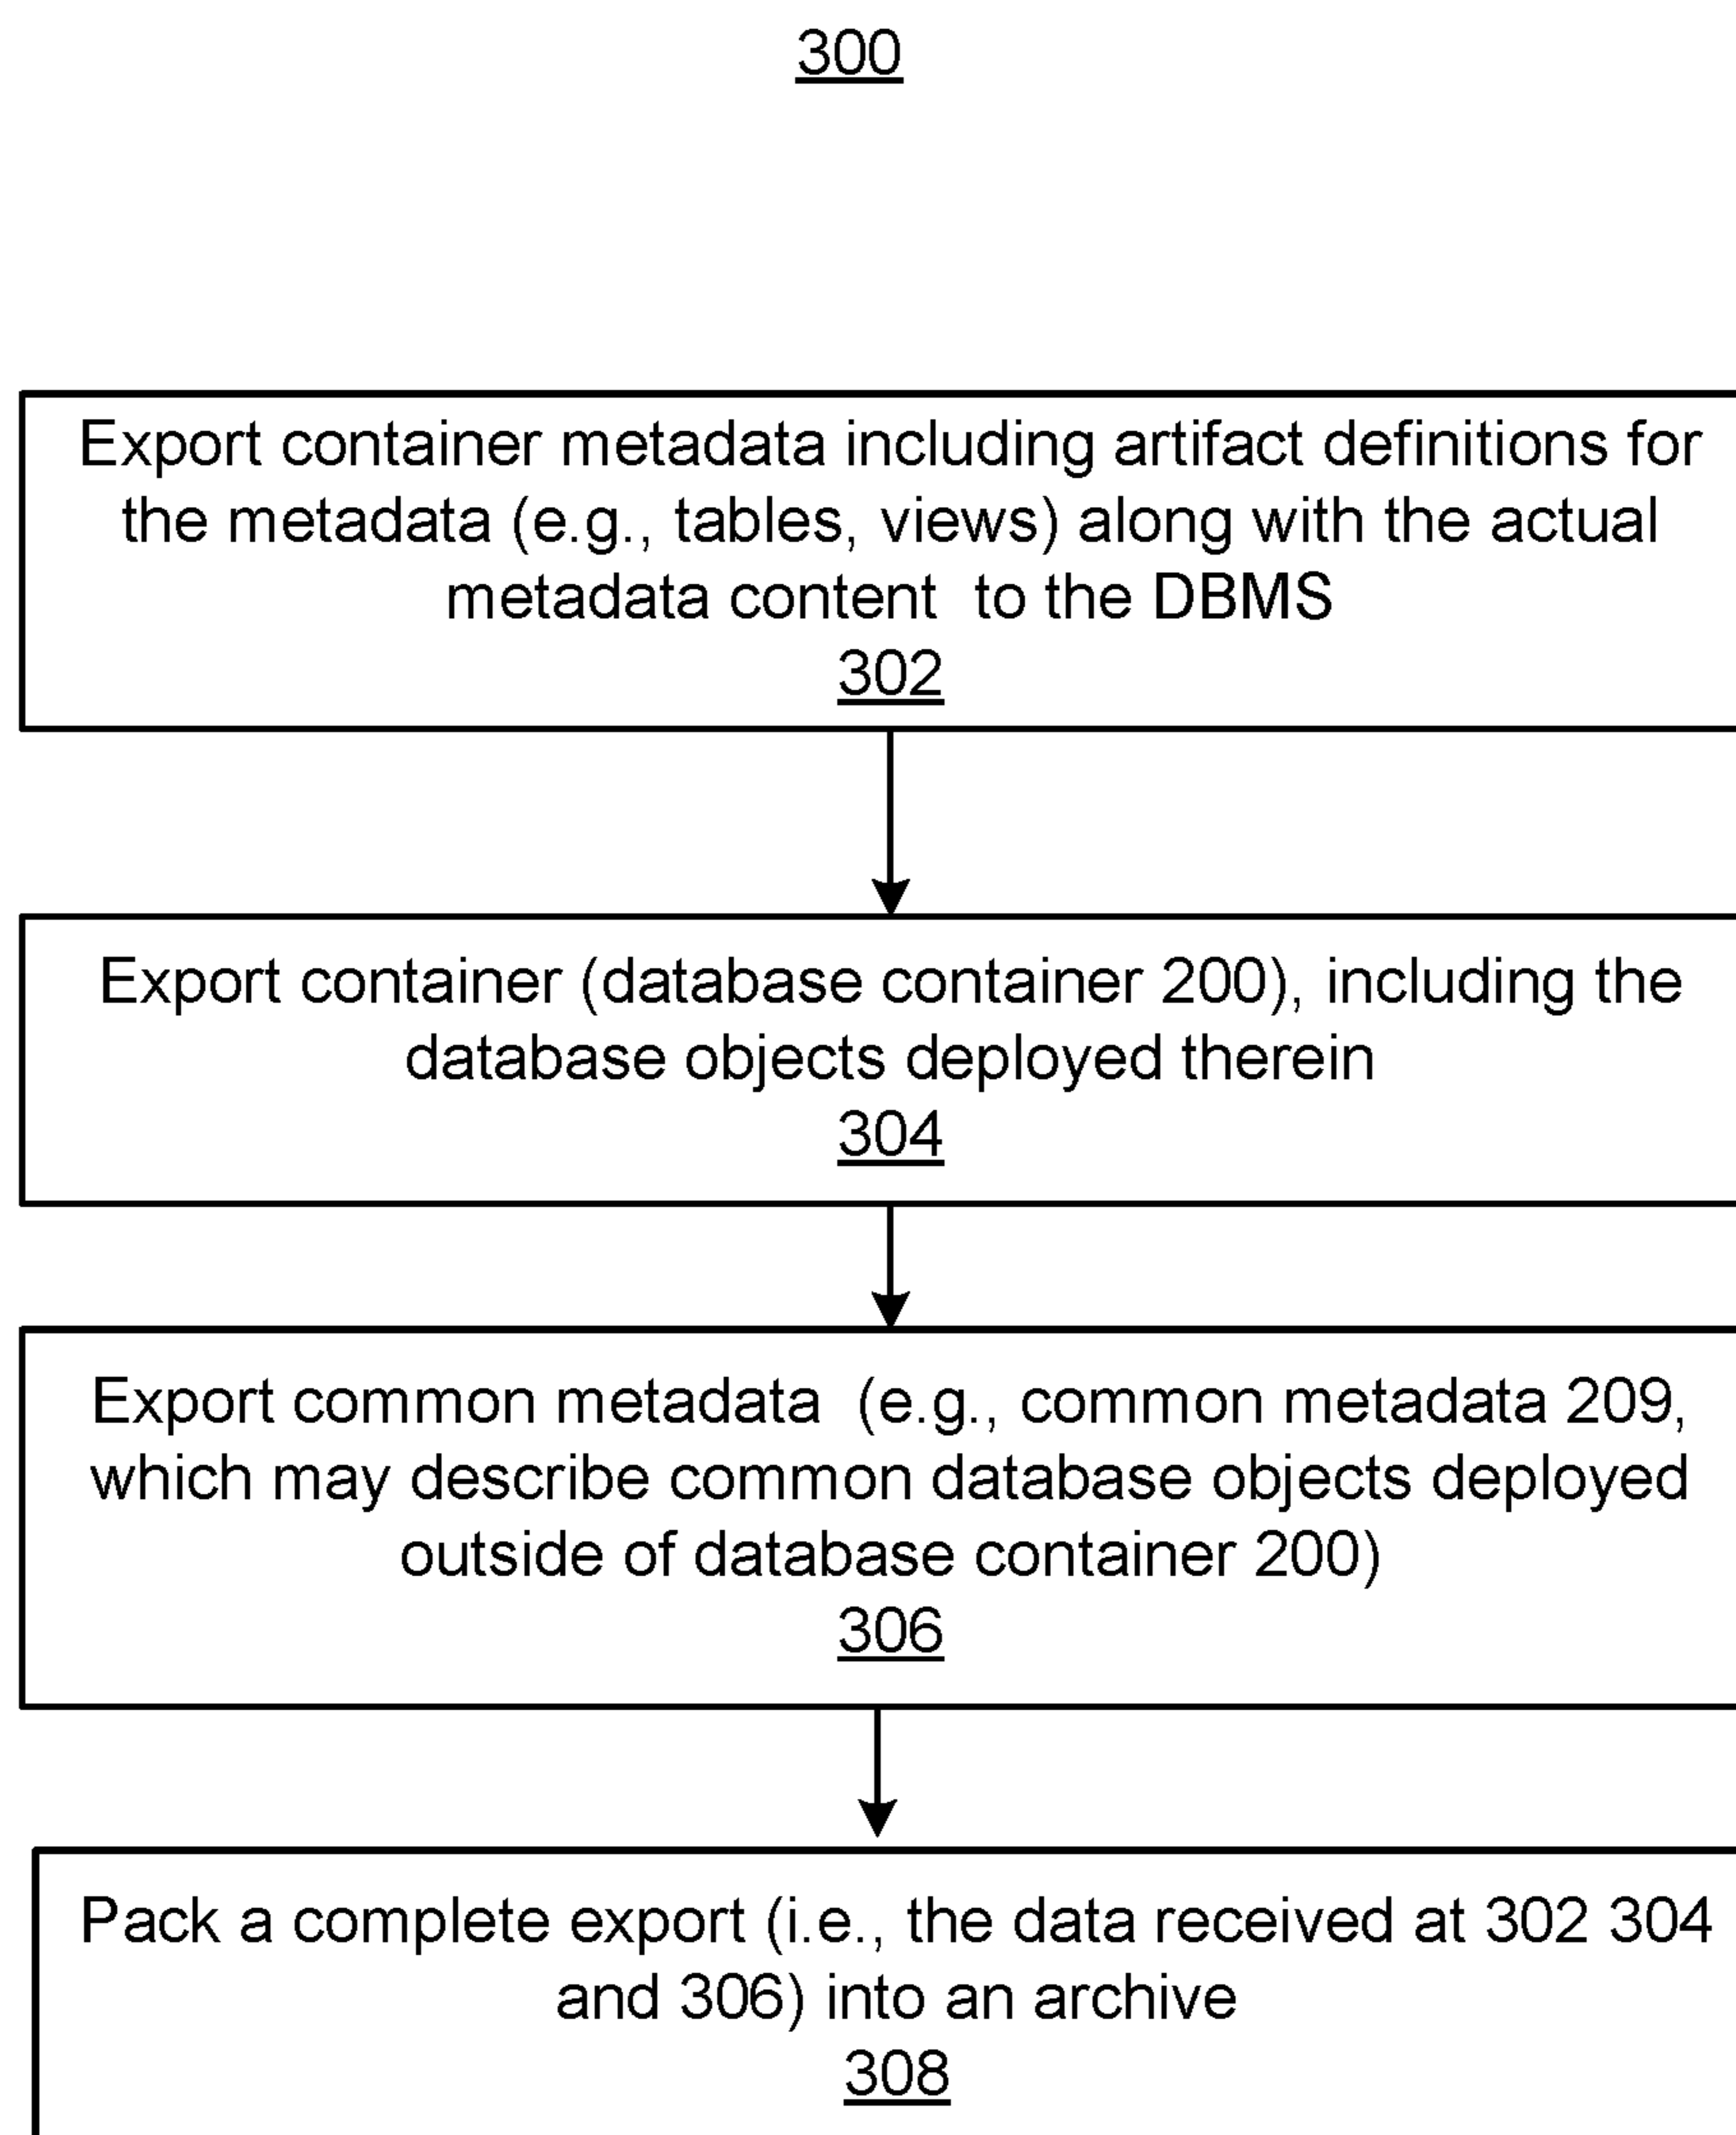 300
Export container metadata including artifact definitions for
the metadata (e.g., tables, views) along with the actual
metadata content  to the DBMS
302
Export container (database container 200), including the
database objects deployed therein
304
Export common metadata  (e.g., common metadata 209,
which may describe common database objects deployed
outside of database container 200)
306
Pack a complete export (i.e., the data received at 302 304
and 306) into an archive
308